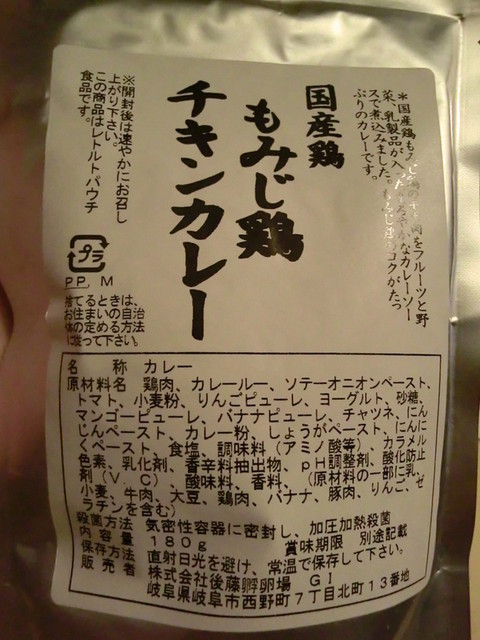 ＊国産鶏もみじ鶏の
肉をフルーツと野
菜、乳製品が入った
なカレーソー
スで煮込みました。もみじ鶏のコクがたっ
ぷりのカレーです。
国産鶏
もみじ鶏
チキンカレー
※開封後は速やかにお召し
上がり下さい。
この商品はレトルトパウチ
食品です。
プラ
PP, M
捨てるときは、
お住まいの自治
体の定める方法
に従って下さい。
名　称　カレー
原材料名　鶏肉、カレールー、ソテーオニオンペースト、
トマト、小麦粉、りんごピューレ、ヨーグルト、砂糖、
マンゴーピューレ、バナナピューレ、チャツネ、にん
じんペースト、カレー粉、しょうがペースト、にんに
くペースト、食塩、調味料（アミノ酸等）、カラメル
色素、乳化剤、香辛料抽出物、pH調整剤、酸化防止
剤（V．C）、酸味料、香料、（原材料の一部に乳、
小麦、牛肉、大豆、鶏肉、バナナ、豚肉、りんご、ゼ
ラチンを含む）
殺菌方法　気密性容器に密封し、加圧加熱殺菌
内容量　180g　賞味期限　別途記載
保存方法　直射日光を避け、常温で保存して下さい。
販売者　株式会社後藤孵卵場　GI
岐阜県岐阜市西野町7丁目北町13番地